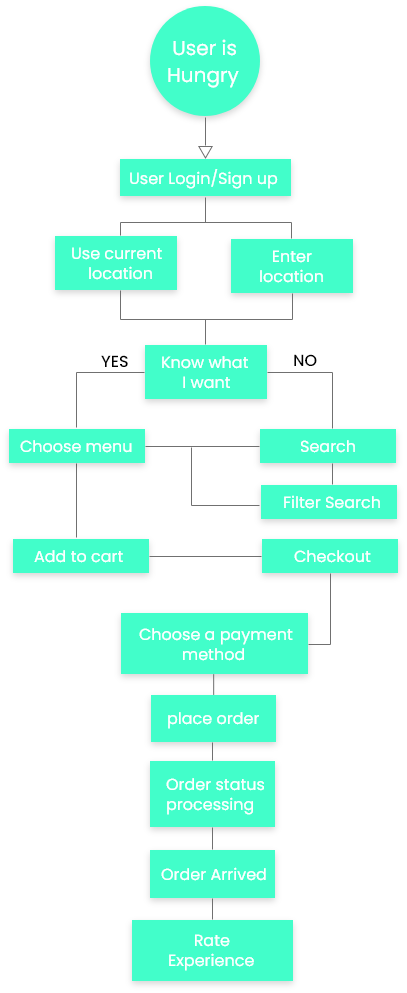 User is
Hungry
User Login/Sign up
Use current
location
Enter
location
YES
Know what
I want
NO
Choose menu
Search
Filter Search
Add to cart
Checkout
Choose a payment
method
place order
Order status
processing
Order Arrived
Rate
Experience